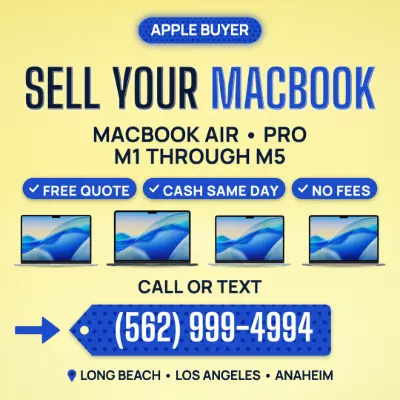 APPLE BUYER
SELL YOUR MACBOOK
MACBOOK AIR • PRO
M1 THROUGH M5
✓ FREE QUOTE ✓ CASH SAME DAY ✓ NO FEES
CALL OR TEXT
(562) 999-4994
LONG BEACH • LOS ANGELES • ANAHEIM